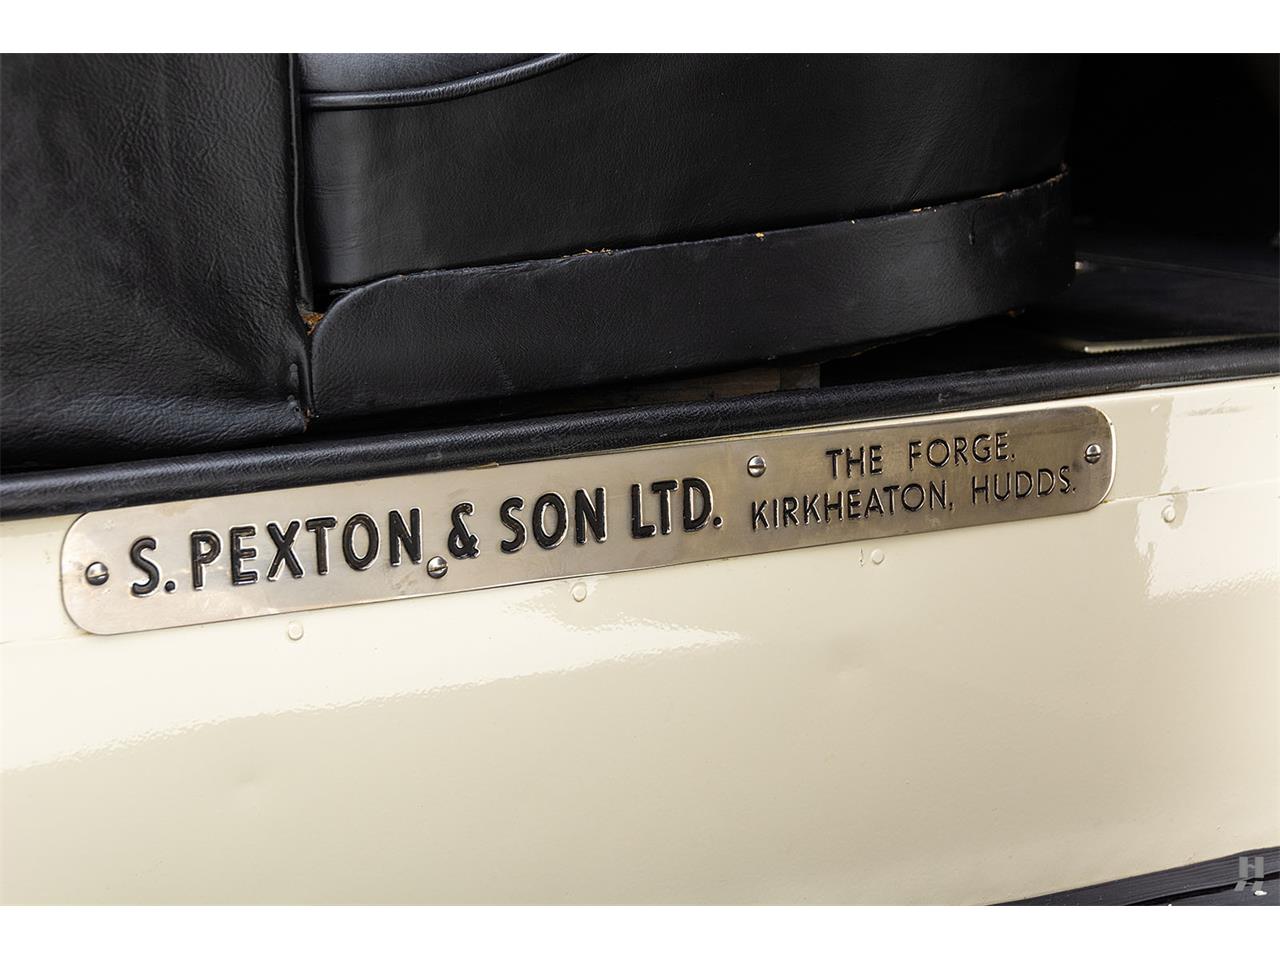 S. PEXTON & SON LTD.
THE FORGE.
KIRKHEATON, HUDDS.